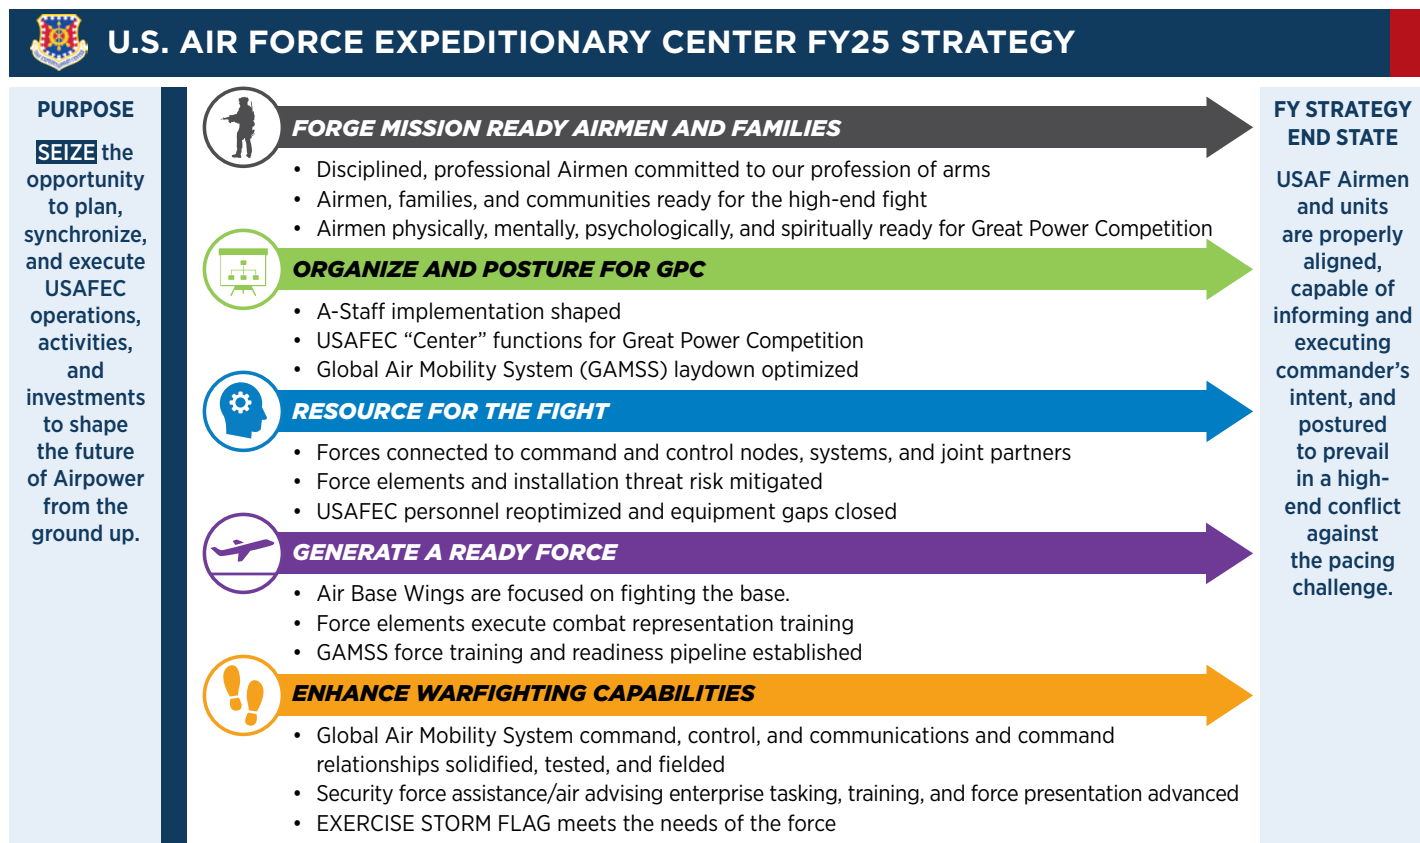 U.S. AIR FORCE EXPEDITIONARY CENTER FY25 STRATEGY
PURPOSE
SEIZE the
opportunity
to plan,
synchronize,
and execute
USAFEC
operations,
activities,
and
investments
to shape
the future
of Airpower
from the
ground up.
FORGE MISSION READY AIRMEN AND FAMILIES
• Disciplined, professional Airmen committed to our profession of arms
• Airmen, families, and communities ready for the high-end fight
• Airmen physically, mentally, psychologically, and spiritually ready for Great Power Competition
ORGANIZE AND POSTURE FOR GPC
• A-Staff implementation shaped
• USAFEC “Center” functions for Great Power Competition
• Global Air Mobility System (GAMSS) laydown optimized
RESOURCE FOR THE FIGHT
• Forces connected to command and control nodes, systems, and joint partners
• Force elements and installation threat risk mitigated
• USAFEC personnel reoptimized and equipment gaps closed
GENERATE A READY FORCE
• Air Base Wings are focused on fighting the base.
• Force elements execute combat representation training
• GAMSS force training and readiness pipeline established
ENHANCE WARFIGHTING CAPABILITIES
• Global Air Mobility System command, control, and communications and command
relationships solidified, tested, and fielded
• Security force assistance/air advising enterprise tasking, training, and force presentation advanced
• EXERCISE STORM FLAG meets the needs of the force
FY STRATEGY
END STATE
USAF Airmen
and units
are properly
aligned,
capable of
informing and
executing
commander’s
intent, and
postured
to prevail
in a high-
end conflict
against
the pacing
challenge.